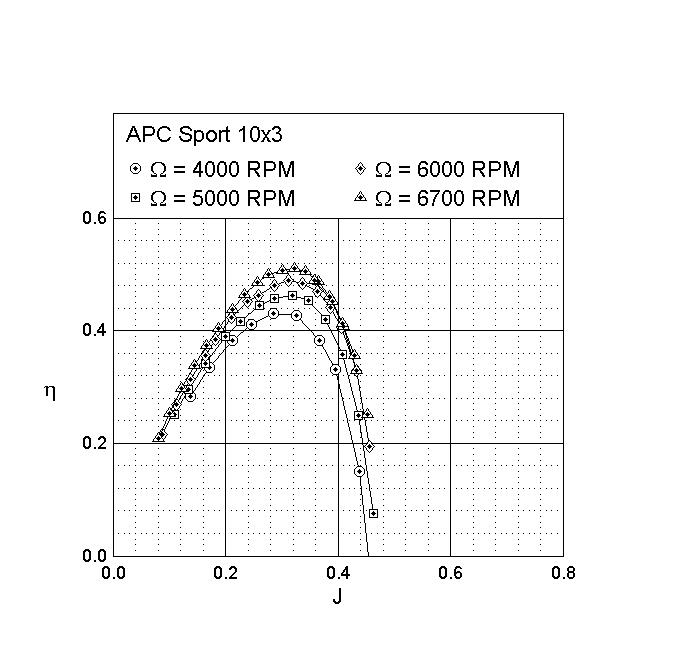 APC Sport 10x3
Ω = 4000 RPM
Ω = 6000 RPM
Ω = 5000 RPM
Ω = 6700 RPM
0.6
0.4
η
0.2
0.0
0.0 0.2 0.4 0.6 0.8
J